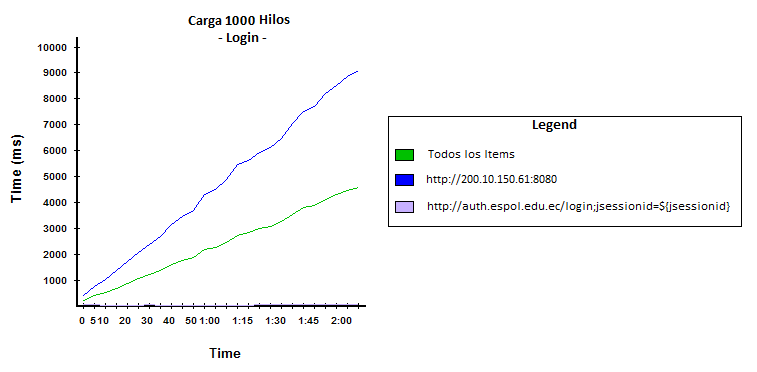 Carga 1000 Hilos
- Login -
Time (ms)
10000
9000
8000
7000
6000
5000
4000
3000
2000
1000
0 5 10 20 30 40 50 1:00 1:15 1:30 1:45 2:00
Time
Legend
Todos los Items
http://200.10.150.61:8080
http://auth.espol.edu.ec/login;jsessionid=${jsessionid}